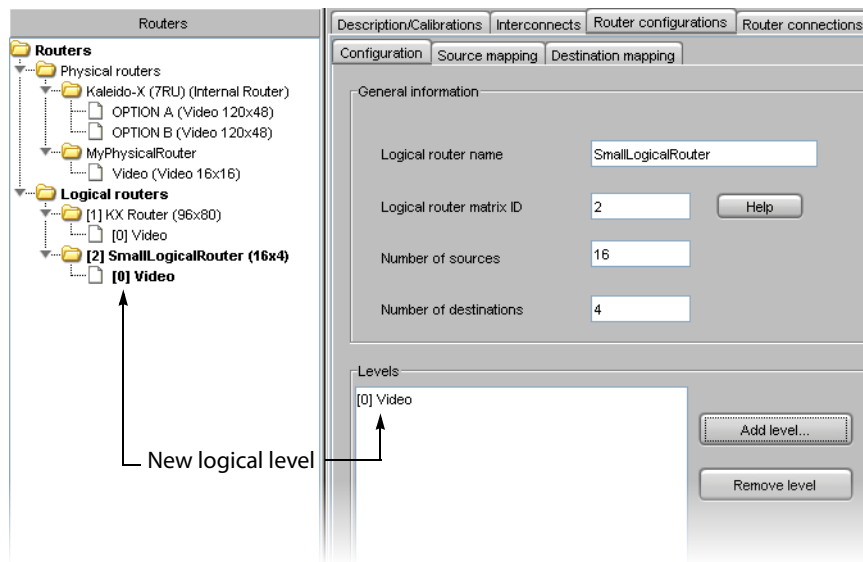 Routers
Routers
Physical routers
Kaleido-X (7RU) (Internal Router)
OPTION A (Video 120x48)
OPTION B (Video 120x48)
MyPhysicalRouter
Video (Video 16x16)
Logical routers
[1] KX Router (96x80)
[0] Video
[2] SmallLogicalRouter (16x4)
[0] Video
New logical level
Description/Calibrations Interconnects Router configurations Router connections
Configuration Source mapping Destination mapping
General information
Logical router name SmallLogicalRouter
Logical router matrix ID 2 Help
Number of sources 16
Number of destinations 4
Levels
[0] Video
Add level...
Remove level